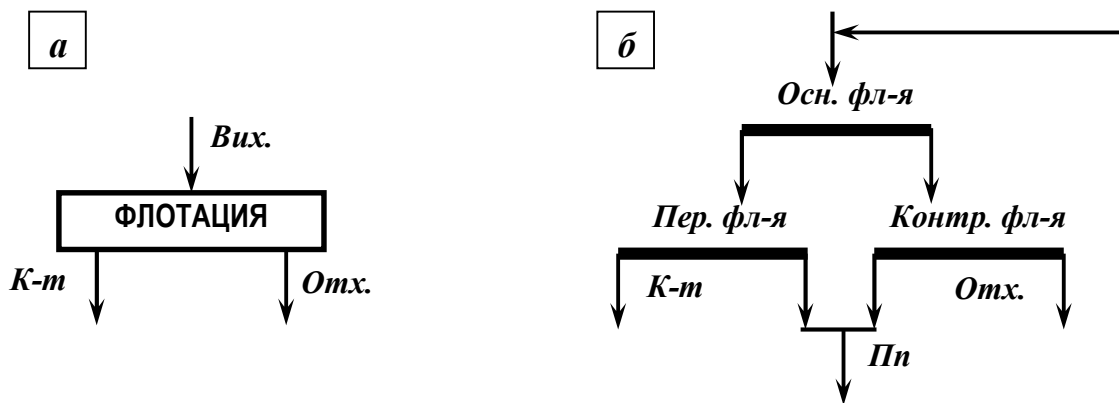 а
Вих.
ФЛОТАЦИЯ
К-т
Отх.
б
Осн. фл-я
Пер. фл-я
Контр. фл-я
К-т
Отх.
Пп